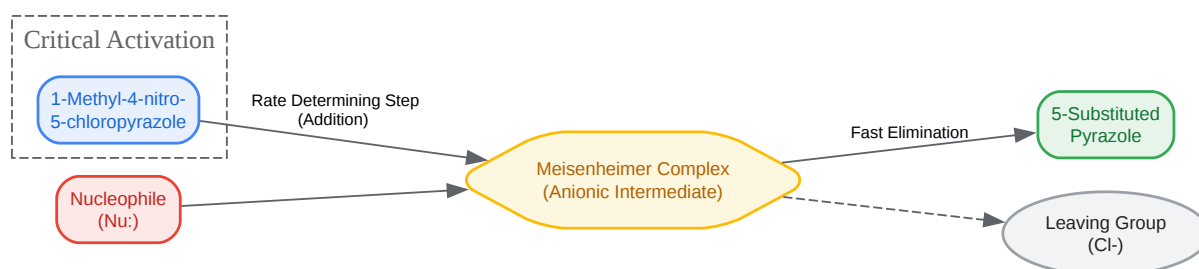 Critical Activation
1-Methyl-4-nitro-
5-chloropyrazole
Nucleophile
(Nu:)
Rate Determining Step
(Addition)
Meisenheimer Complex
(Anionic Intermediate)
Fast Elimination
5-Substituted
Pyrazole
Leaving Group
(Cl-)